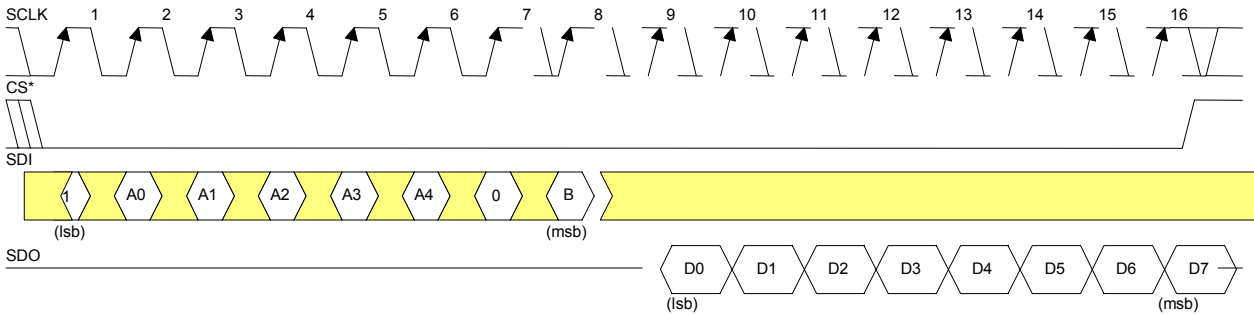 SCLK 1 2 3 4 5 6 7 8 9 10 11 12 13 14 15 16
CS*
SDI
1 A0 A1 A2 A3 A4 0 B
(lsb) (msb)
SDO
D0 D1 D2 D3 D4 D5 D6 D7
(lsb) (msb)